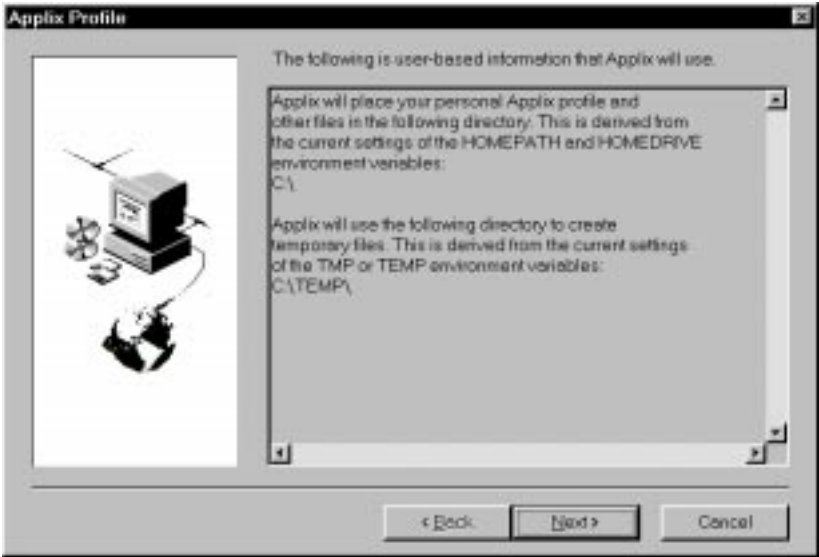 Applix Profile
The following is user-based information that Applix will use.
Applix will place your personal Applix profile and
other files in the following directory. This is derived from
the current settings of the HOMEPATH and HOMEDRIVE
environment variables:
C:\
Applix will use the following directory to create
temporary files. This is derived from the current settings
of the TMP or TEMP environment variables:
C:\TEMP\
< Back
Next >
Cancel